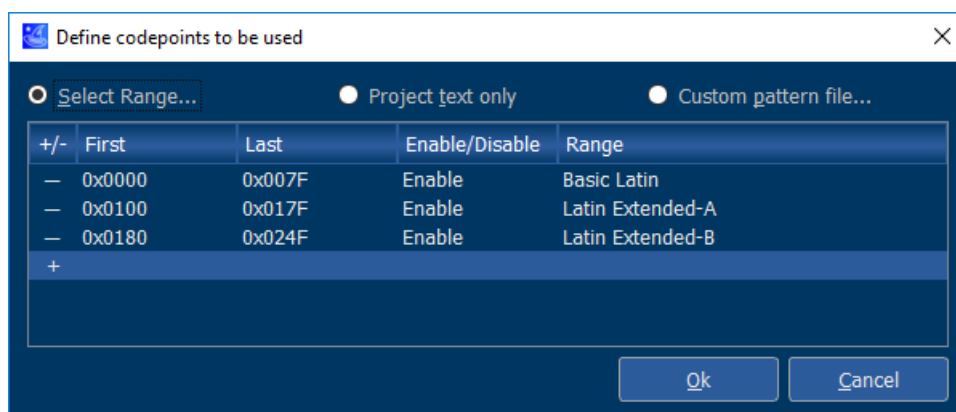 Define codepoints to be used
Select Range... Project text only Custom pattern file...
+/- First Last Enable/Disable Range
— 0x0000 0x007F Enable Basic Latin
— 0x0100 0x017F Enable Latin Extended-A
— 0x0180 0x024F Enable Latin Extended-B
+
Ok Cancel